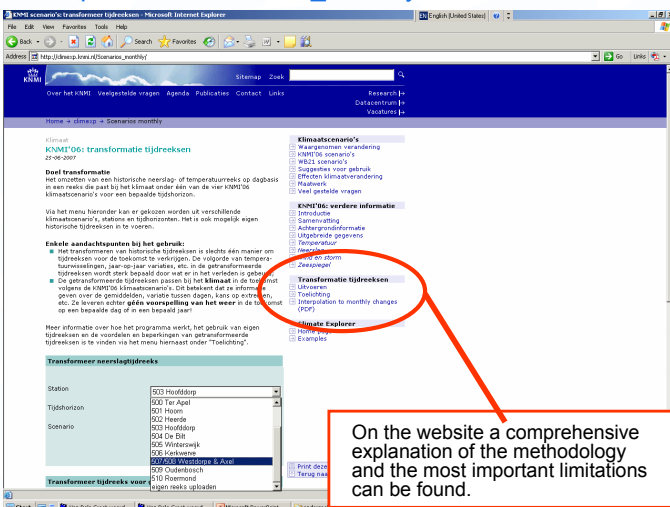 KNMI scenario's: transformeer tijdreeksen - Microsoft Internet Explorer
EN English (United States)
File Edit View Favorites Tools Help
Back Search Favorites
Address http://climexp.knmi.nl/Scenarios_monthly/ Go Links
KNMI
Sitemap Zoek
Over het KNMI Veelgestelde vragen Agenda Publicaties Contact Links
Research
Datacentrum
Vacatures
Home → climexp → Scenarios monthly
Klimaat
KNMI'06: transformatie tijdreeksen
25-06-2007
Doel transformatie
Het omzetten van een historische neerslag- of temperatuurreeks op dagbasis
in een reeks die past bij het klimaat onder één van de vier KNMI'06
klimaatscenario's voor een bepaalde tijdshorizon.
Via het menu hieronder kan er gekozen worden uit verschillende
klimaatscenario's, stations en tijdhorizonten. Het is ook mogelijk eigen
historische tijdreeksen in te voeren.
Enkele aandachtspunten bij het gebruik:
Het transformeren van historische tijdreeksen is slechts één manier om
tijdreeksen voor de toekomst te verkrijgen. De volgorde van tempera-
tuurwisselingen, jaar-op-jaar variaties, etc. in de getransformeerde
tijdreeksen wordt sterk bepaald door wat er in het verleden is gebeurd.
De getransformeerde tijdreeksen passen bij het klimaat in de toekomst
volgens de KNMI'06 klimaatscenario's. Dit betekent dat ze informatie
geven over de gemiddelden, variatie tussen dagen, kans op extremen,
etc. Ze leveren echter géén voorspelling van het weer in de toekomst
op een bepaalde dag of in een bepaald jaar!
Meer informatie over hoe het programma werkt, het gebruik van eigen
tijdreeksen en de voordelen en beperkingen van getransformeerde
tijdreeksen is te vinden via het menu hiernaast onder "Toelichting".
Transformeer neerslagtijdreeks
Station
503 Hoofddorp
Tijdshorizon
Scenario
500 Ter Apel
501 Hoorn
502 Heerde
503 Hoofddorp
504 De Bilt
505 Winterswijk
506 Kerkwerve
507/508 Westdorpe & Axel
509 Oudenbosch
510 Roermond
eigen reeks uploaden
Transformeer tijdreeks voor
Klimaatscenario's
Waargenomen verandering
KNMI'06 scenario's
WB21 scenario's
Suggesties voor gebruik
Effecten klimaatverandering
Maatwerk
Veel gestelde vragen
KNMI'06: verdere informatie
Introductie
Samenvatting
Achtergrondinformatie
Uitgebreide gegevens
Temperatuur
Neerslag
Wind en storm
Zeespiegel
Transformatie tijdreeksen
Uitvoeren
Toelichting
Interpolation to monthly changes
(PDF)
Climate Explorer
Home page
Examples
Print deze
Terug naar
On the website a comprehensive
explanation of the methodology
and the most important limitations
can be found.